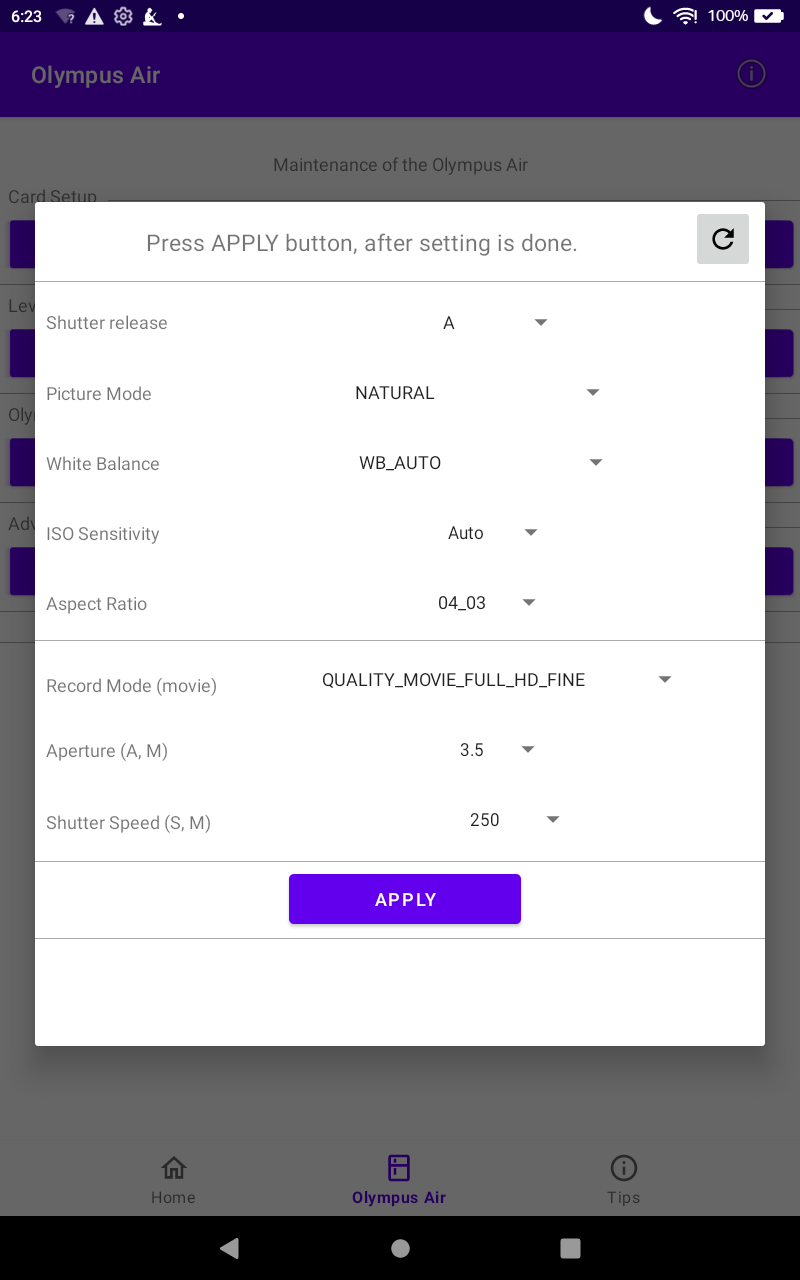 6:23
100%
Olympus Air
Maintenance of the Olympus Air
Card Setup
Press APPLY button, after setting is done.
Lev
Shutter release A
Picture Mode NATURAL
Oly
White Balance WB_AUTO
Adv
ISO Sensitivity Auto
Aspect Ratio 04_03
Record Mode (movie) QUALITY_MOVIE_FULL_HD_FINE
Aperture (A, M) 3.5
Shutter Speed (S, M) 250
APPLY
Home Olympus Air Tips